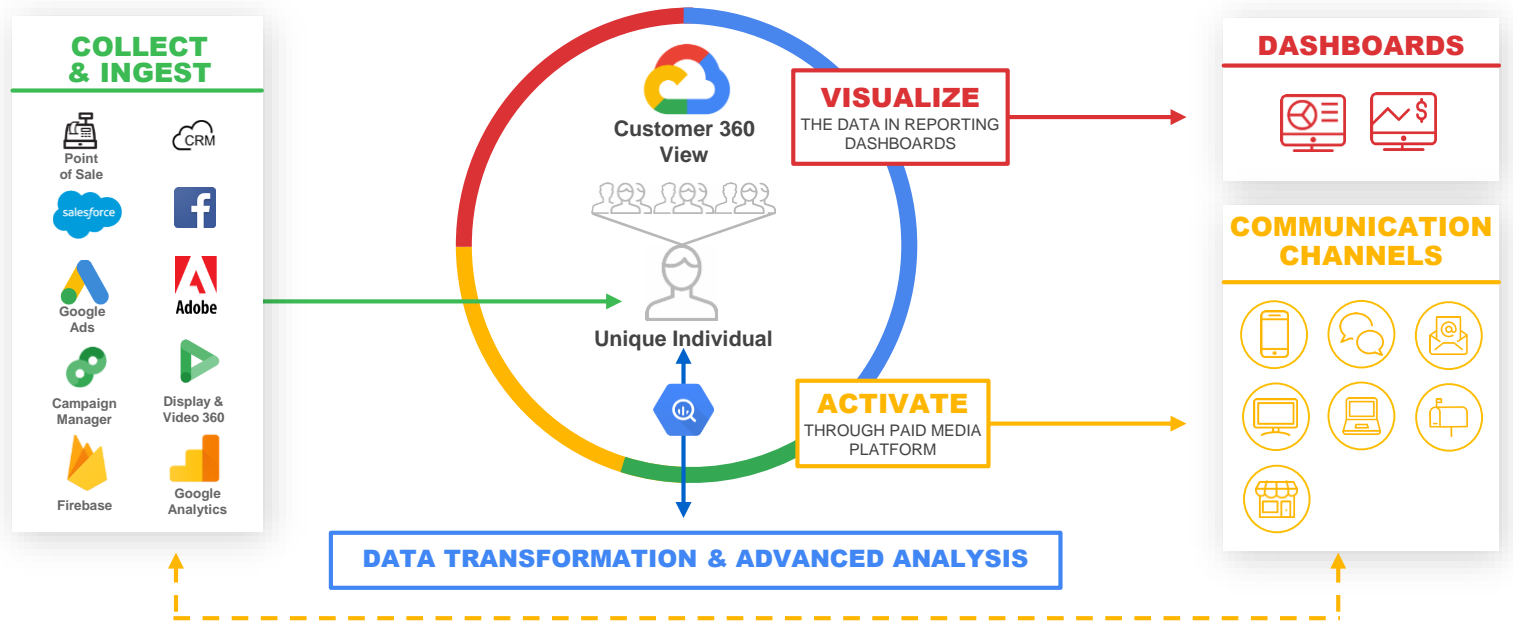 COLLECT
& INGEST
Point
of Sale
CRM
salesforce
f
Google
Ads
Adobe
Campaign
Manager
Display &
Video 360
Firebase
Google
Analytics
Customer 360
View
Unique Individual
VISUALIZE
THE DATA IN REPORTING
DASHBOARDS
ACTIVATE
THROUGH PAID MEDIA
PLATFORM
DATA TRANSFORMATION & ADVANCED ANALYSIS
DASHBOARDS
$
COMMUNICATION
CHANNELS
@